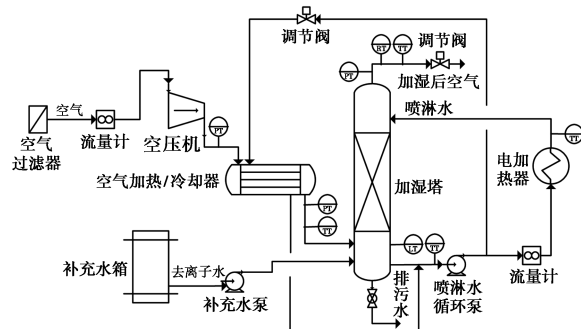 调节阀
RT
TT
调节阀
PT
加湿后空气
空气
喷淋水
PT
TT
空气
过滤器
流量计
空压机
电加
热器
空气加热/冷却器
加湿塔
PT
TT
LT
TT
补充水箱
去离子水
补充水泵
排
污
水
喷淋水
循环泵
流量计